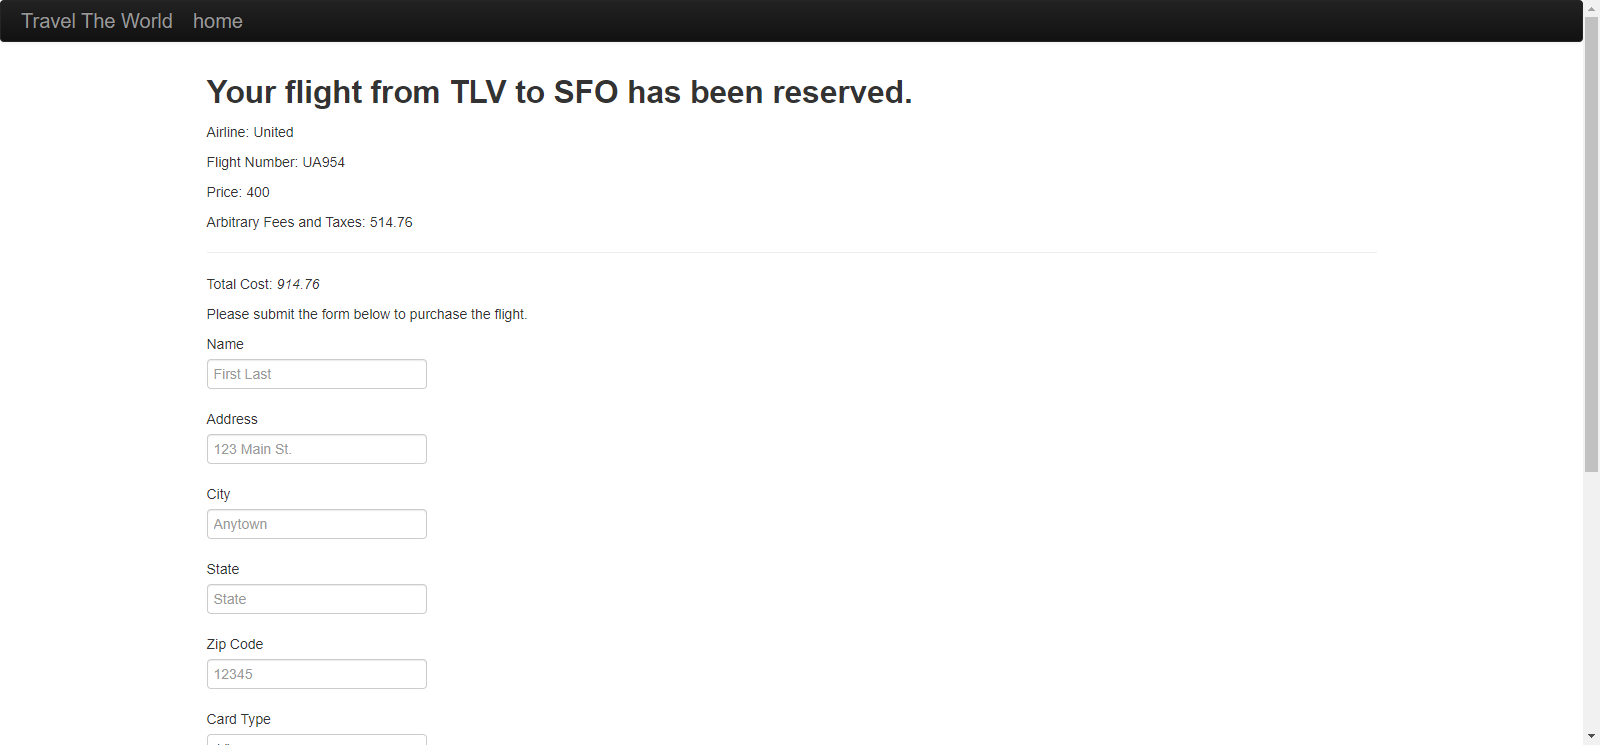 Travel The World home
Your flight from TLV to SFO has been reserved.
Airline: United
Flight Number: UA954
Price: 400
Arbitrary Fees and Taxes: 514.76
Total Cost: 914.76
Please submit the form below to purchase the flight.
Name
First Last
Address
123 Main St.
City
Anytown
State
State
Zip Code
12345
Card Type